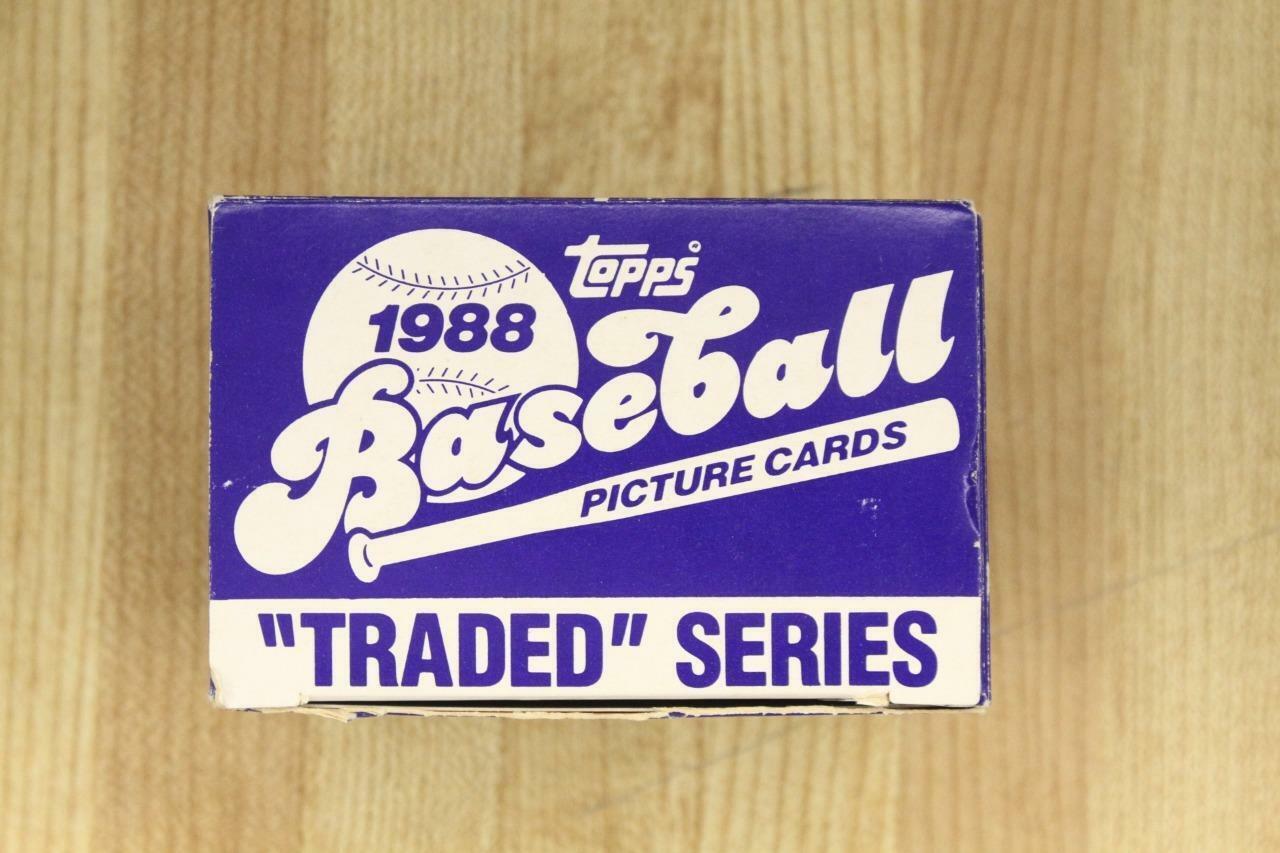 topps®
1988
Baseball
PICTURE CARDS
"TRADED" SERIES